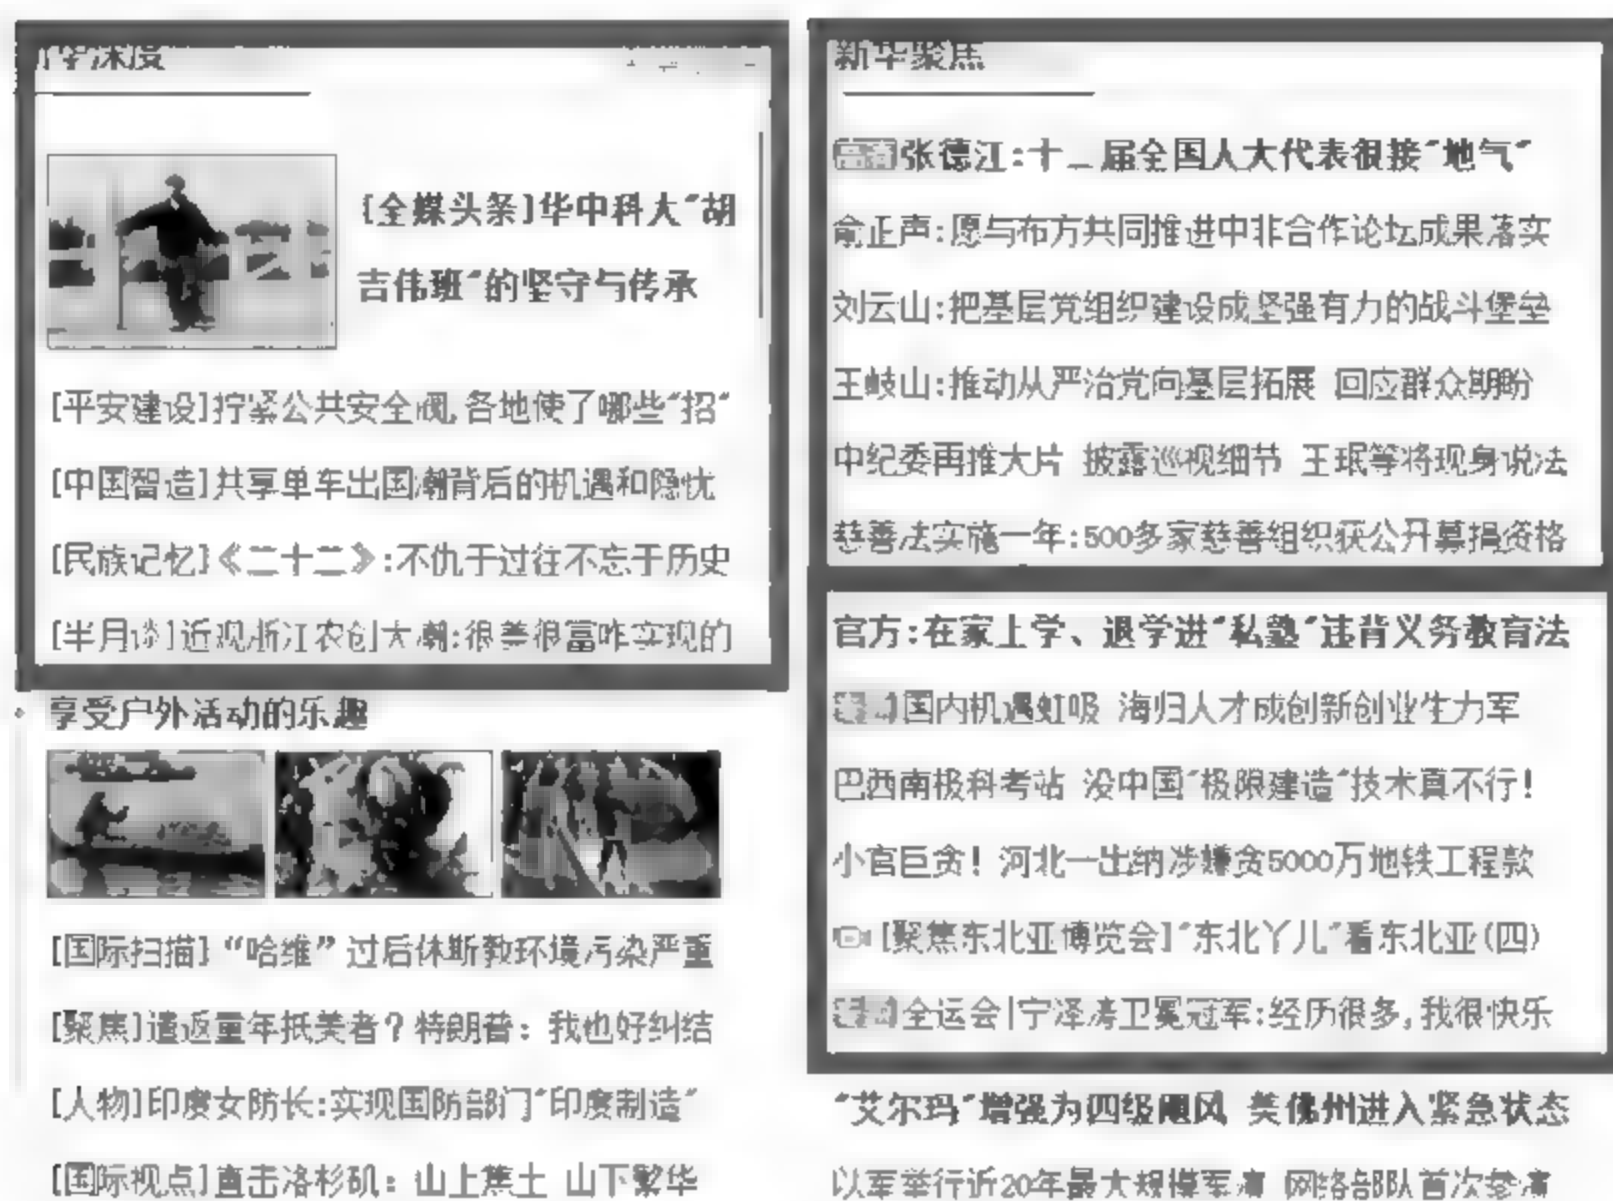 新华深度
[全媒头条]华中科大“胡
吉伟班”的坚守与传承
[平安建设]拧紧公共安全阀,各地使了哪些“招”
[中国智造]共享单车出国潮背后的机遇和隐忧
[民族记忆]《二十二》:不仇于过往不忘于历史
[半月谈]近观浙江农创大潮:很美很富咋实现的
享受户外活动的乐趣
[国际扫描] “哈维” 过后休斯敦环境污染严重
[聚焦]遣返童年抵美者?特朗普: 我也好纠结
[人物]印度女防长:实现国防部门“印度制造”
[国际视点]直击洛杉矶: 山上焦土 山下繁华
新华聚焦
张德江:十二届全国人大代表很接“地气”
俞正声:愿与布方共同推进中非合作论坛成果落实
刘云山:把基层党组织建设成坚强有力的战斗堡垒
王岐山:推动从严治党向基层拓展 回应群众期盼
中纪委再推大片 披露巡视细节 王珉等将现身说法
慈善法实施一年:500多家慈善组织获公开募捐资格
官方:在家上学、退学进“私塾”违背义务教育法
国内机遇虹吸 海归人才成创新创业生力军
巴西南极科考站 没中国“极限建造”技术真不行!
小官巨贪! 河北一出纳涉嫌贪5000万地铁工程款
[聚焦东北亚博览会]“东北丫儿”看东北亚(四)
全运会|宁泽涛卫冕冠军:经历很多,我很快乐
“艾尔玛”增强为四级飓风 美佛州进入紧急状态
以军举行近20年最大规模军演 网络部队首次参演